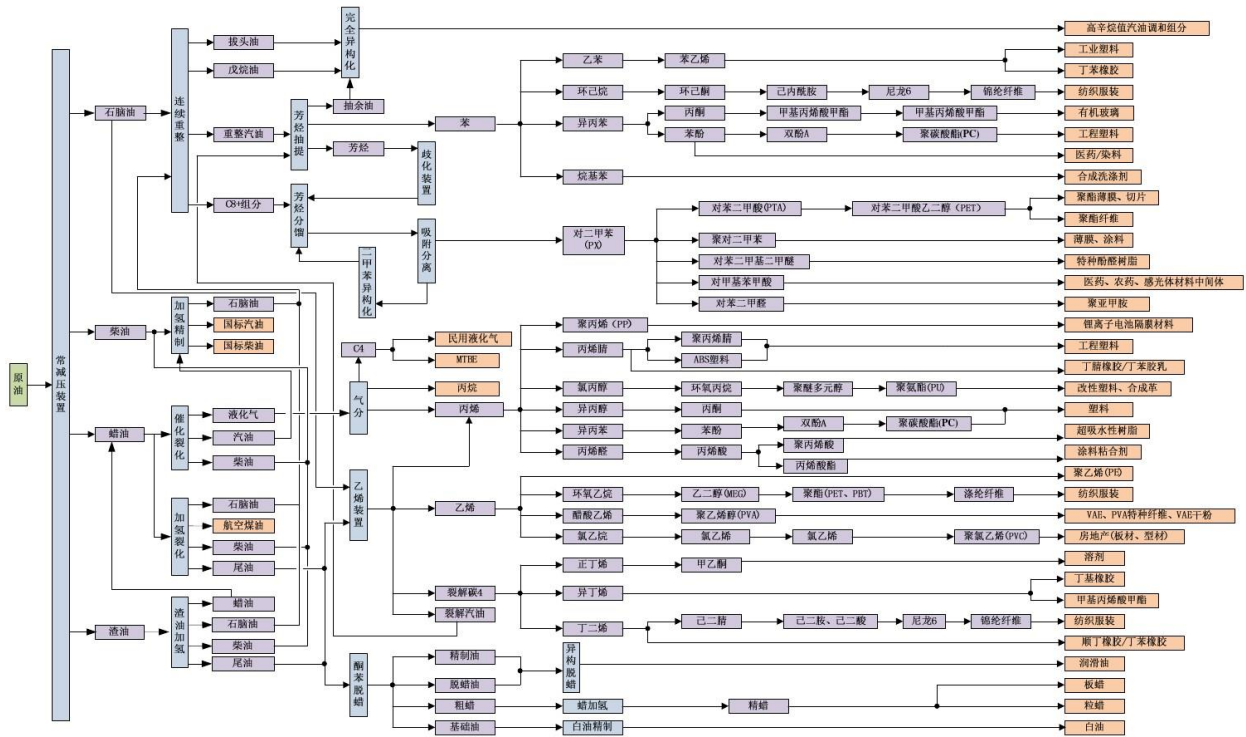 原油
常减压装置
石脑油
柴油
蜡油
渣油
连续重整
拔头油
戊烷油
重整汽油
C8+组分
完全异构化
抽余油
芳烃抽提
芳烃
歧化装置
芳烃分馏
吸附分离
二甲苯异构化
加氢精制
石脑油
国标汽油
国标柴油
催化裂化
液化气
汽油
柴油
加氢裂化
石脑油
航空煤油
柴油
尾油
渣油加氢
蜡油
石脑油
柴油
尾油
C4
气分
民用液化气
MTBE
丙烷
丙烯
乙烯装置
乙烯
裂解碳4
裂解汽油
酮苯脱蜡
精制油
脱蜡油
粗蜡
基础油
苯
乙苯
苯乙烯
环己烷
环己酮
己内酰胺
尼龙6
锦纶纤维
异丙苯
丙酮
甲基丙烯酸甲酯
甲基丙烯酸甲酯
苯酚
双酚A
聚碳酸酯(PC)
烷基苯
对二甲苯
(PX)
对苯二甲酸(PTA)
对苯二甲酸乙二醇(PET)
聚对二甲苯
对苯二甲基二甲醚
对甲基苯甲酸
对苯二甲醛
聚丙烯(PP)
丙烯腈
聚丙烯腈
ABS塑料
氯丙醇
环氧丙烷
聚醚多元醇
聚氨酯(PU)
异丙醇
丙酮
异丙苯
苯酚
双酚A
聚碳酸酯(PC)
丙烯醛
丙烯酸
聚丙烯酸
丙烯酸酯
环氧乙烷
乙二醇(MEG)
聚酯(PET、PBT)
涤纶纤维
醋酸乙烯
聚乙烯醇(PVA)
氯乙烷
氯乙烯
氯乙烯
聚氯乙烯(PVC)
正丁烯
甲乙酮
异丁烯
丁二烯
己二腈
己二胺、己二酸
尼龙6
锦纶纤维
异构脱蜡
蜡加氢
精蜡
白油精制
高辛烷值汽油调和组分
工业塑料
丁苯橡胶
纺织服装
有机玻璃
工程塑料
医药/染料
合成洗涤剂
聚酯薄膜、切片
聚酯纤维
薄膜、涂料
特种酚醛树脂
医药、农药、感光体材料中间体
聚亚甲胺
锂离子电池隔膜材料
工程塑料
丁腈橡胶/丁苯胶乳
改性塑料、合成革
塑料
超吸水性树脂
涂料粘合剂
聚乙烯(PE)
纺织服装
VAE、PVA特种纤维、VAE干粉
房地产(板材、型材)
溶剂
丁基橡胶
甲基丙烯酸甲酯
纺织服装
顺丁橡胶/丁苯橡胶
润滑油
板蜡
粒蜡
白油